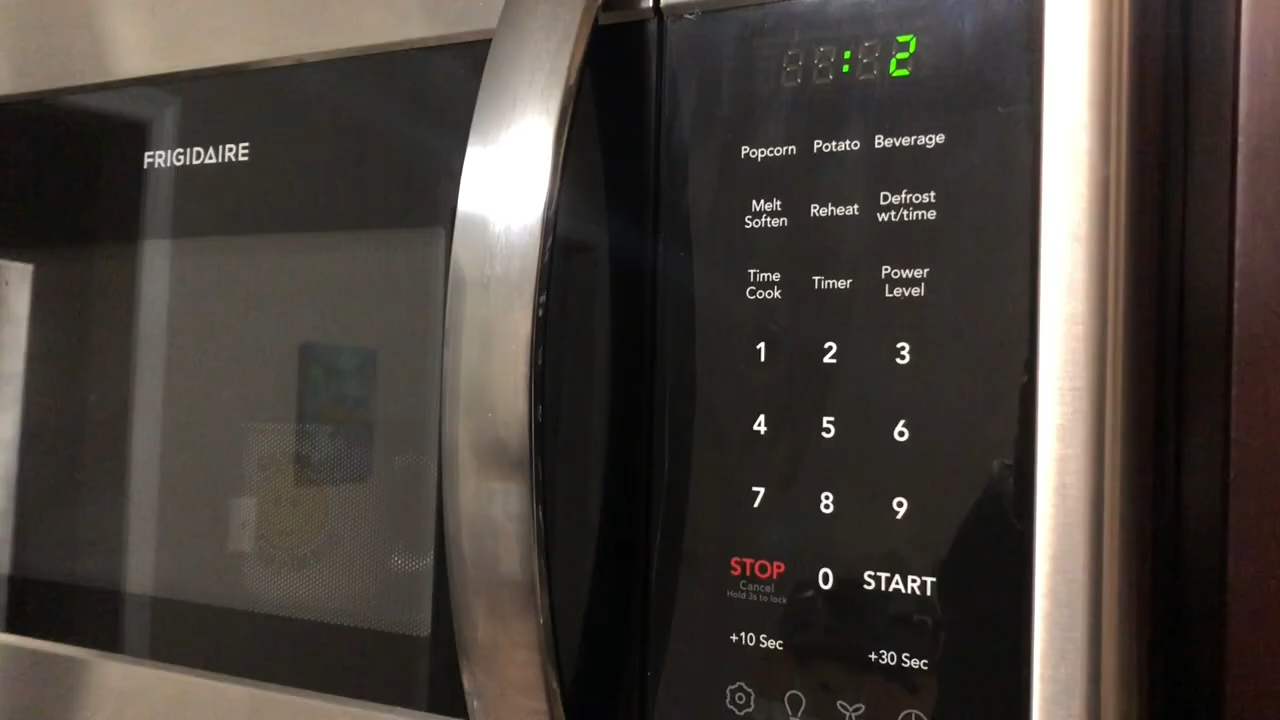 : 2
FRIGIDAIRE
Popcorn Potato Beverage
Melt
Soften
Reheat
Defrost
wt/time
Time
Cook
Timer
Power
Level
1 2 3
4 5 6
7 8 9
STOP
Cancel
Hold 3s to lock
0 START
+10 Sec +30 Sec